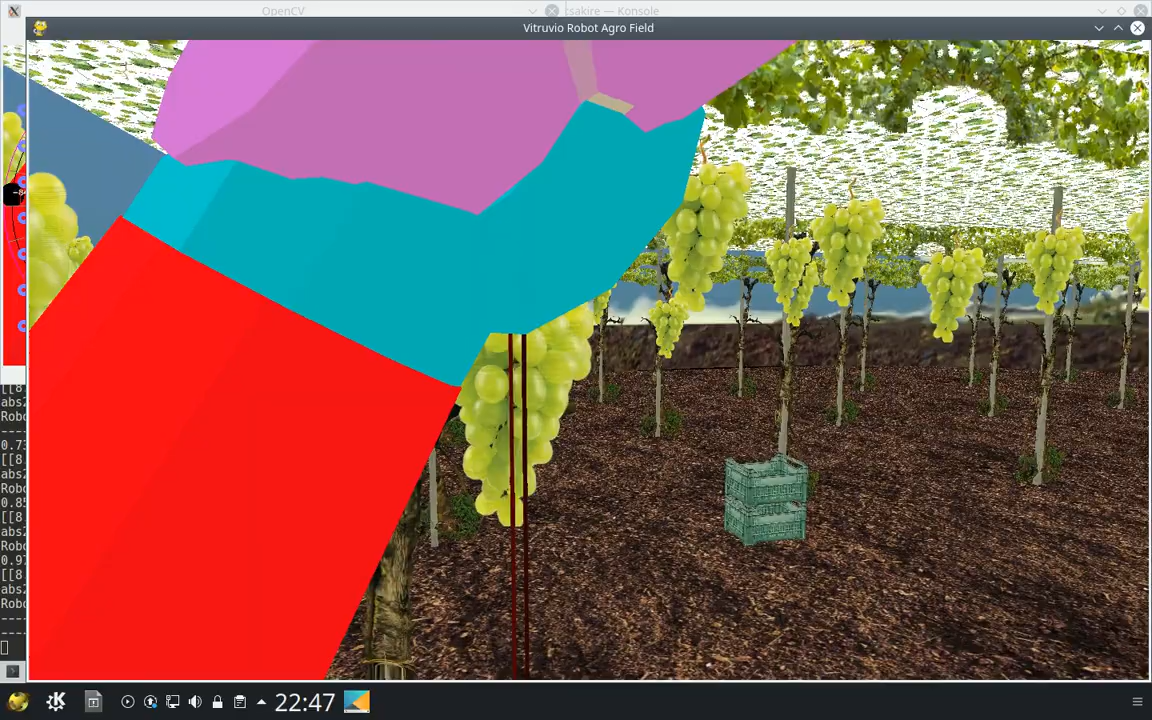 OpenCV
sakire — Konsole
Vitruvio Robot Agro Field
[[8
abs2
Robo
----
0.73
[[8
abs2
Robo
0.85
[[8
abs2
Robo
0.97
[[8
abs2
Robo
----
----
22:47